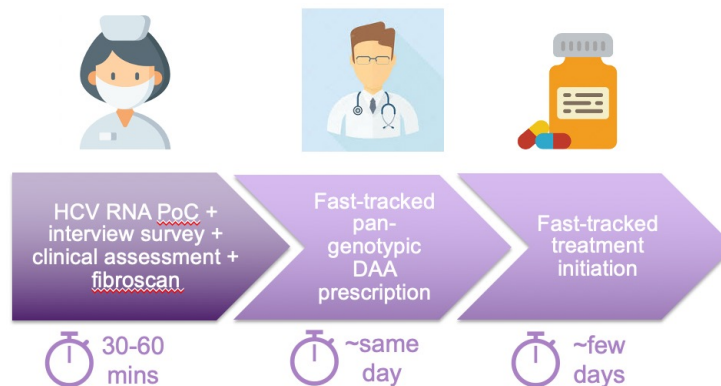 HCV RNA PoC +
interview survey +
clinical assessment +
fibroscan
Fast-tracked
pan-
genotypic
DAA
prescription
Fast-tracked
treatment
initiation
30-60
mins
~same
day
~few
days